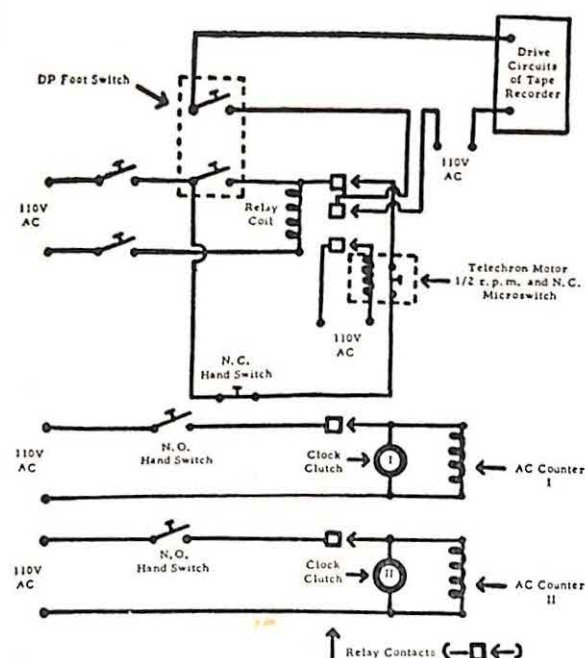 Drive
Circuits
of Tape
Recorder
DP Foot Switch
110V
AC
110V
AC
Relay
Coil
Telechron Motor
1/2 r.p.m. and N.C.
Microswitch
110V
AC
N.C.
Hand Switch
110V
AC
N.O.
Hand Switch
Clock
Clutch
I
AC Counter
I
110V
AC
N.O.
Hand Switch
Clock
Clutch
II
AC Counter
II
Relay Contacts